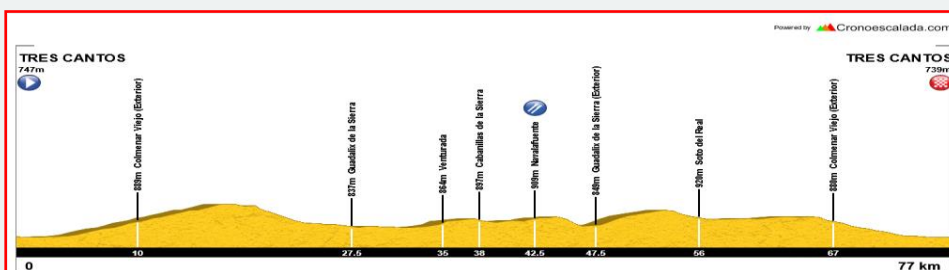 Powered by Cronoescalada.com
TRES CANTOS
747m
TRES CANTOS
739m
889m Colmenar Viejo (Exterior)
837m Guadalix de la Sierra
864m Venturada
897m Cabanillas de la Sierra
909m Navalafuente
849m Guadalix de la Sierra (Exterior)
920m Soto del Real
880m Colmenar Viejo (Exterior)
10
27.5
35
38
42.5
47.5
56
67
0
77 km